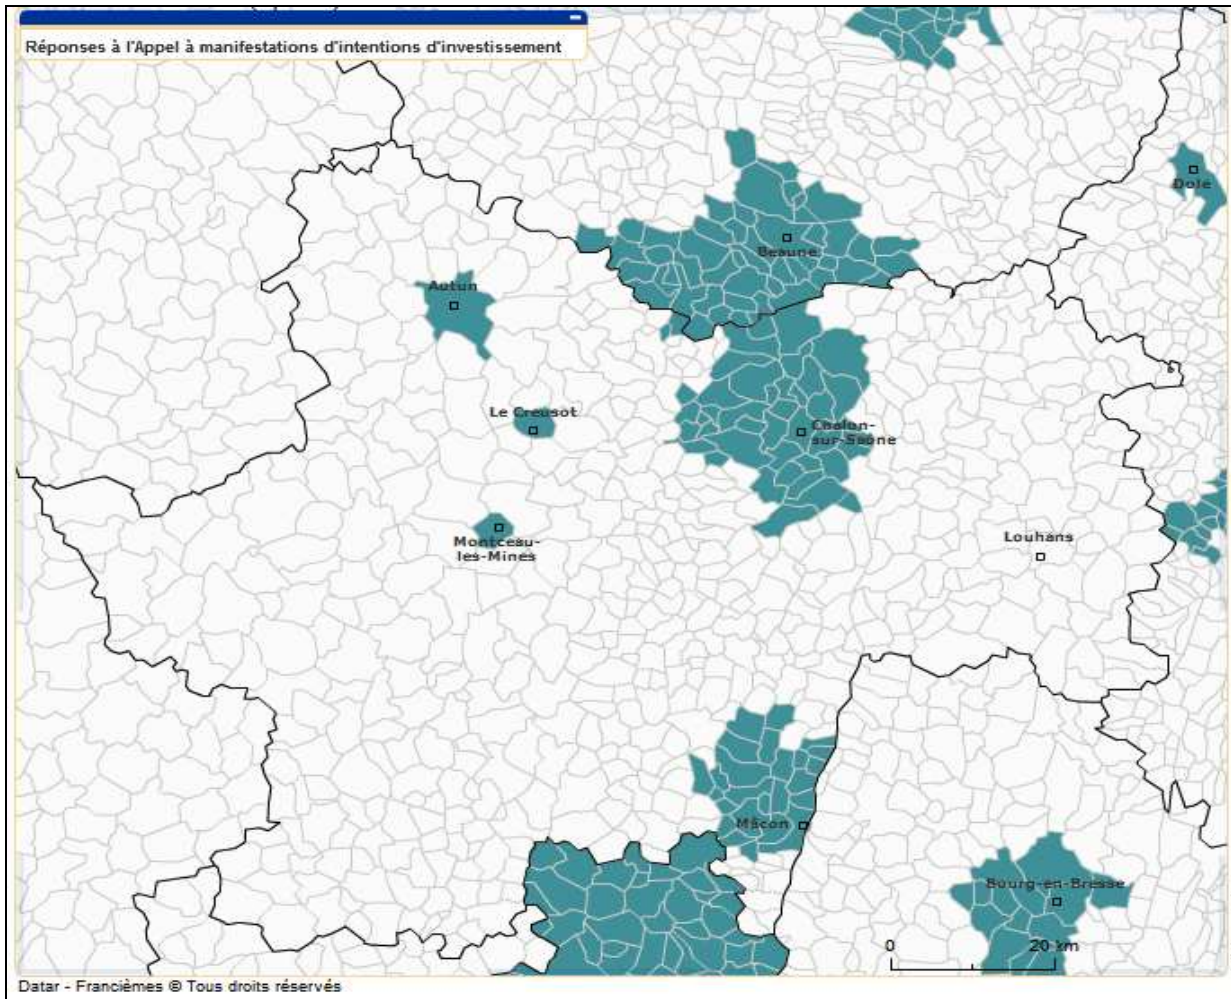 Réponses à l'Appel à manifestations d'intentions d'investissement
Dole
Beaune
Autun
Le Creusot
Chalon-
sur-Saône
Montceau-
les-Mines
Louhans
Mâcon
Bourg-en-Bresse
0 20 km
Datar - Francièmes © Tous droits réservés